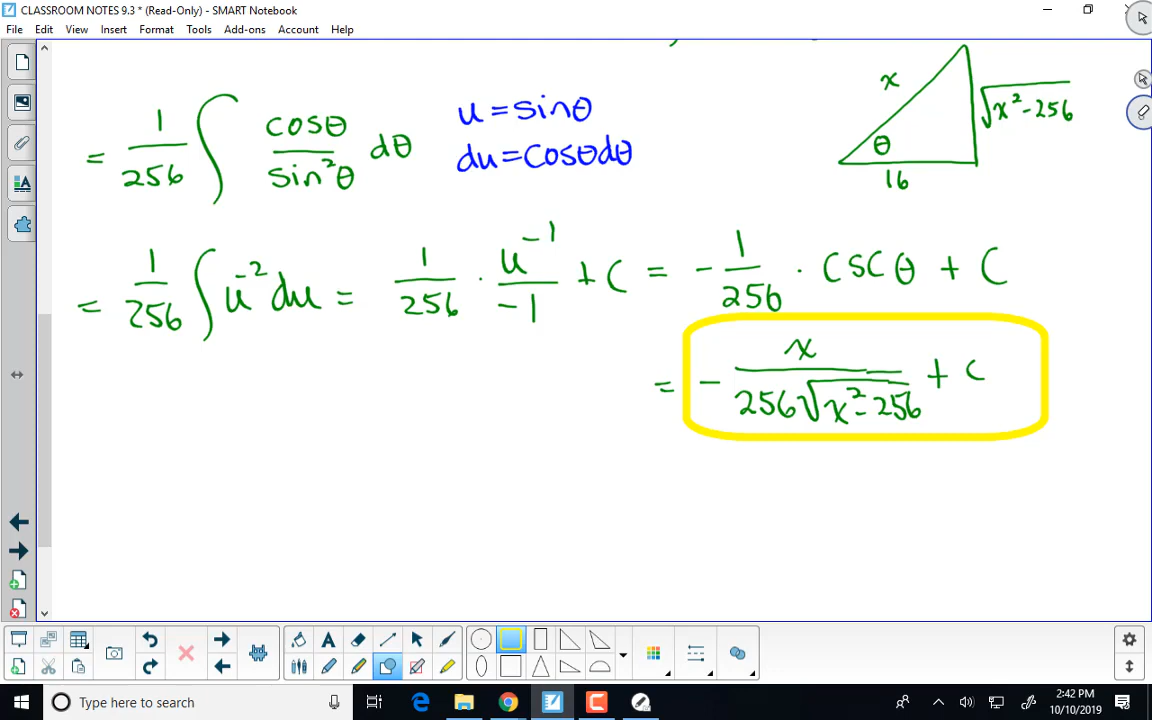 CLASSROOM NOTES 9.3 * (Read-Only) - SMART Notebook
File Edit View Insert Format Tools Add-ons Account Help
= 1/256 ∫ cosθ/sin²θ dθ
u = sinθ
du = cosθdθ
x
√x²-256
θ
16
= 1/256 ∫ u⁻² du = 1/256 · u⁻¹/-1 + C = - 1/256 · cscθ + C
= - x/256√x²-256 + C
Type here to search
2:42 PM
10/10/2019